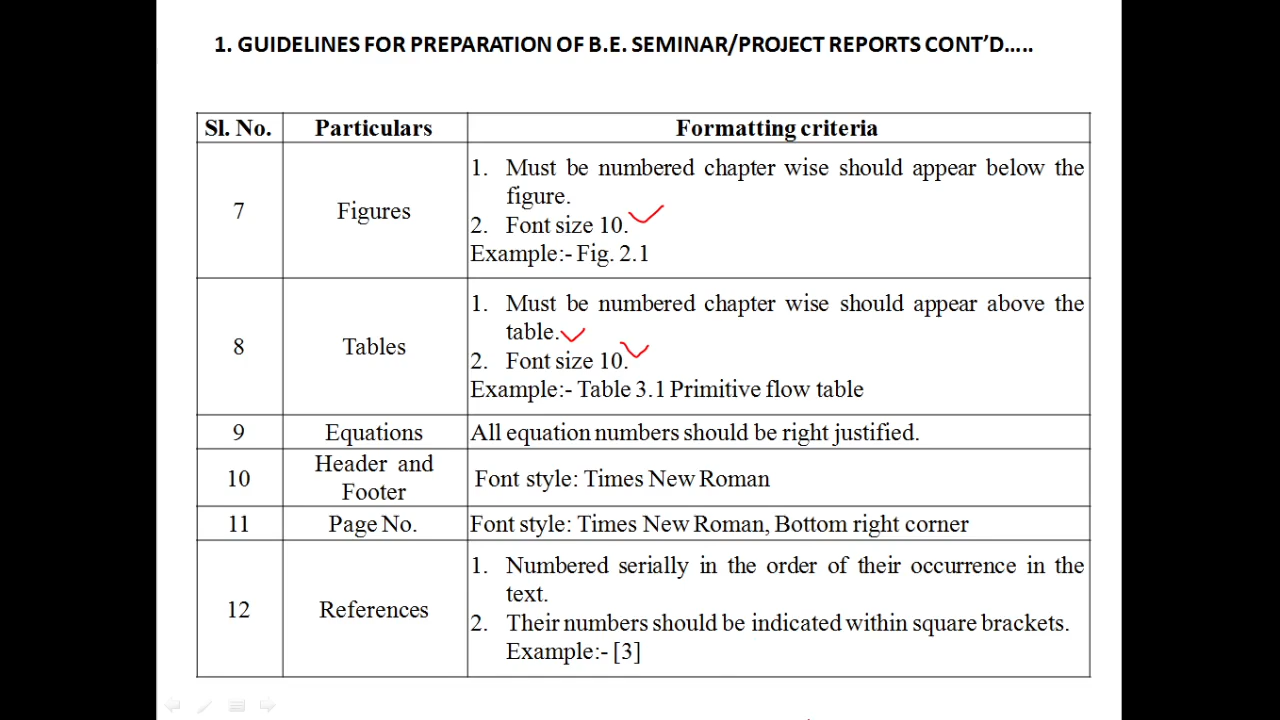 1. GUIDELINES FOR PREPARATION OF B.E. SEMINAR/PROJECT REPORTS CONT’D…..
Sl. No. Particulars Formatting criteria
7 Figures
1. Must be numbered chapter wise should appear below the
figure.
2. Font size 10.
Example:- Fig. 2.1
8 Tables
1. Must be numbered chapter wise should appear above the
table.
2. Font size 10.
Example:- Table 3.1 Primitive flow table
9 Equations All equation numbers should be right justified.
10 Header and
Footer
Font style: Times New Roman
11 Page No. Font style: Times New Roman, Bottom right corner
12 References
1. Numbered serially in the order of their occurrence in the
text.
2. Their numbers should be indicated within square brackets.
Example:- [3]